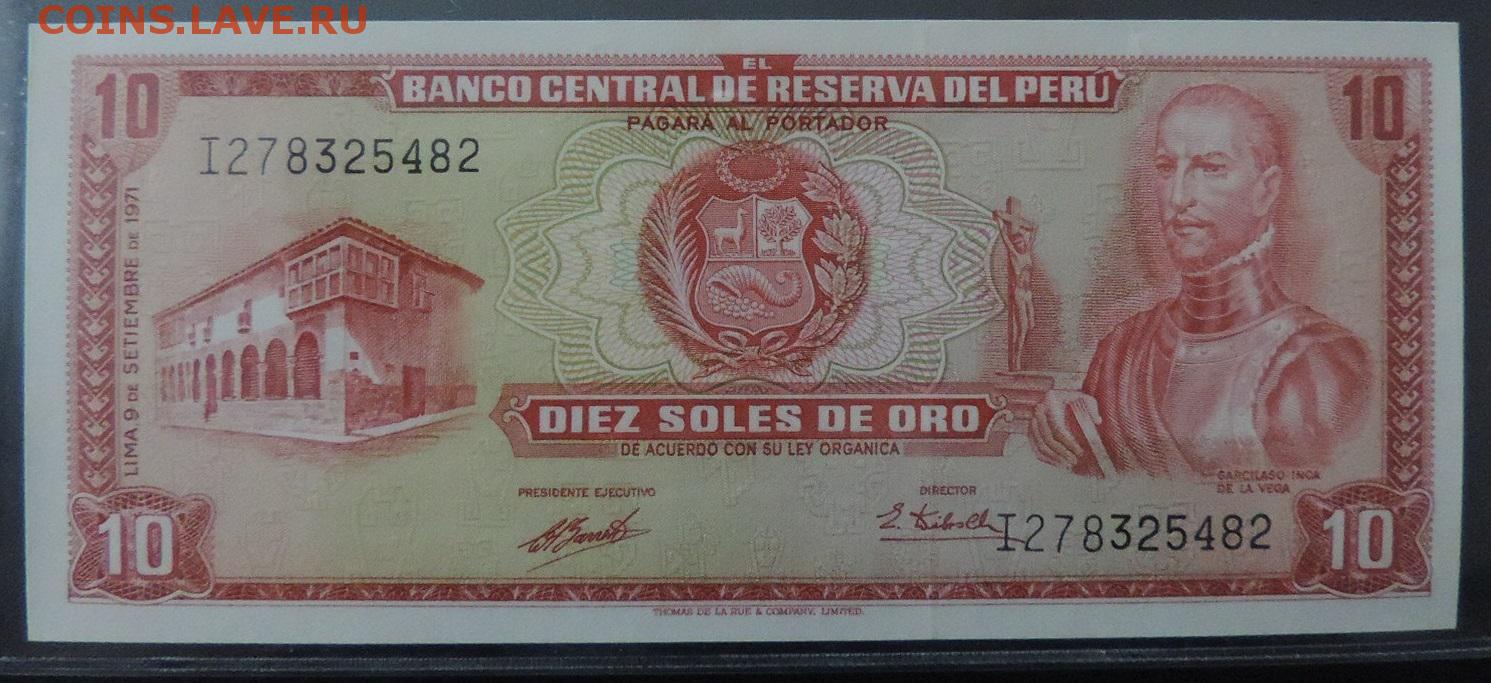 COINS.LAVE.RU
EL
BANCO CENTRAL DE RESERVA DEL PERÚ
PAGARÁ AL PORTADOR
10
10
I278325482
LIMA 9 DE SETIEMBRE DE 1971
DIEZ SOLES DE ORO
DE ACUERDO CON SU LEY ORGANICA
GARCILASO INCA
DE LA VEGA
PRESIDENTE EJECUTIVO
DIRECTOR
I278325482
10
10
THOMAS DE LA RUE & COMPANY, LIMITED.